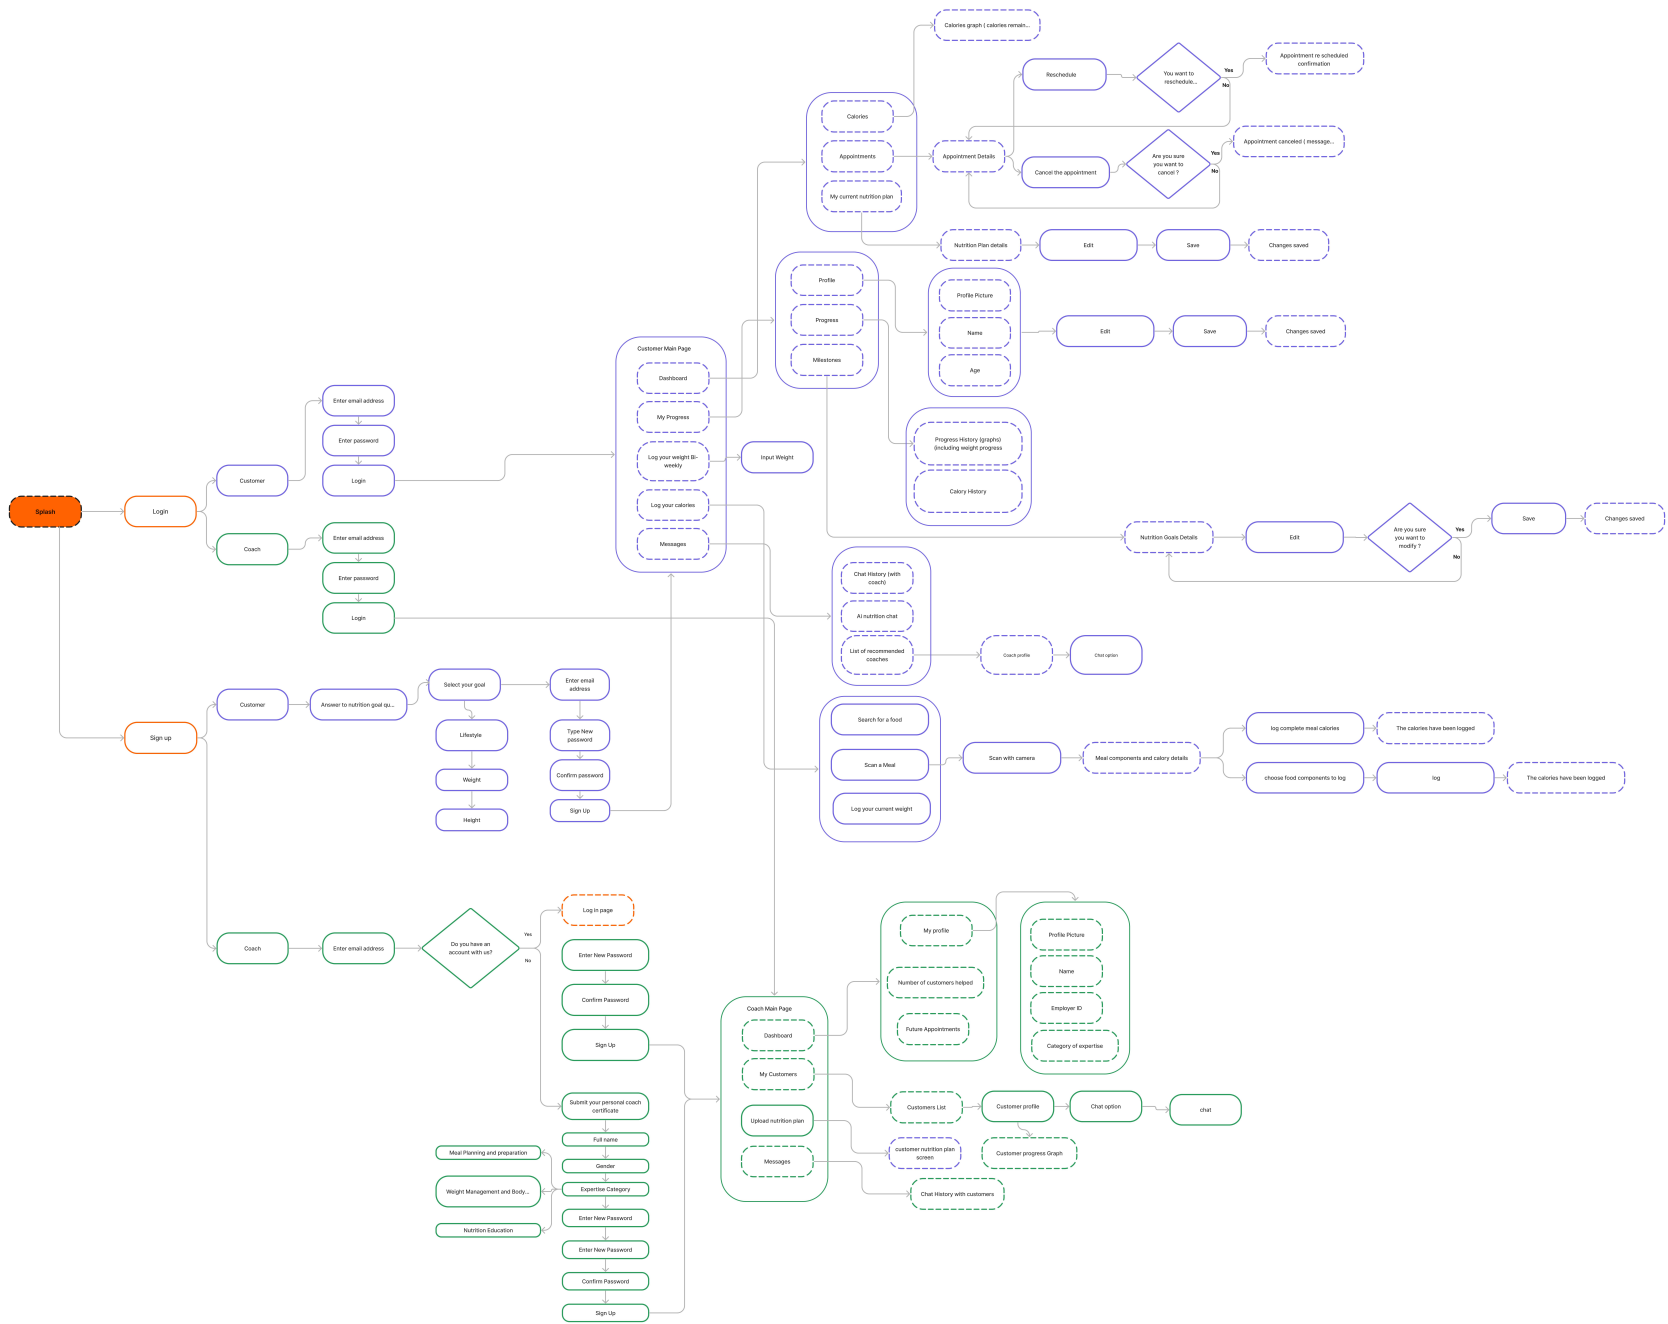 Splash
Login
Customer
Enter email address
Enter password
Login
Coach
Enter email address
Enter password
Login
Sign up
Customer
Answer to nutrition goal qu...
Select your goal
Lifestyle
Weight
Height
Enter email
address
Type New
password
Confirm password
Sign Up
Coach
Enter email address
Do you have an
account with us?
Yes
No
Log in page
Enter New Password
Confirm Password
Sign Up
Submit your personal coach
certificate
Full name
Gender
Expertise Category
Meal Planning and preparation
Weight Management and Body...
Nutrition Education
Enter New Password
Enter New Password
Confirm Password
Sign Up
Customer Main Page
Dashboard
My Progress
Log your weight Bi-
weekly
Log your calories
Messages
Input Weight
Calories
Appointments
My current nutrition plan
Calories graph ( calories remain...
Appointment Details
Reschedule
You want to
reschedule...
Yes
No
Appointment re scheduled
confirmation
Cancel the appointment
Are you sure
you want to
cancel ?
Yes
No
Appointment canceled ( message...
Nutrition Plan details
Edit
Save
Changes saved
Profile
Progress
Milestones
Profile Picture
Name
Age
Edit
Save
Changes saved
Progress History (graphs)
(including weight progress
Calory History
Nutrition Goals Details
Edit
Are you sure
you want to
modify ?
Yes
No
Save
Changes saved
Chat History (with
coach)
Ai nutrition chat
List of recommended
coaches
Coach profile
Chat option
Search for a food
Scan a Meal
Log your current weight
Scan with camera
Meal components and calory details
log complete meal calories
The calories have been logged
choose food components to log
log
The calories have been logged
Coach Main Page
Dashboard
My Customers
Upload nutrition plan
Messages
My profile
Number of customers helped
Future Appointments
Profile Picture
Name
Employer ID
Category of expertise
Customers List
Customer profile
Chat option
chat
Customer progress Graph
customer nutrition plan
screen
Chat History with customers